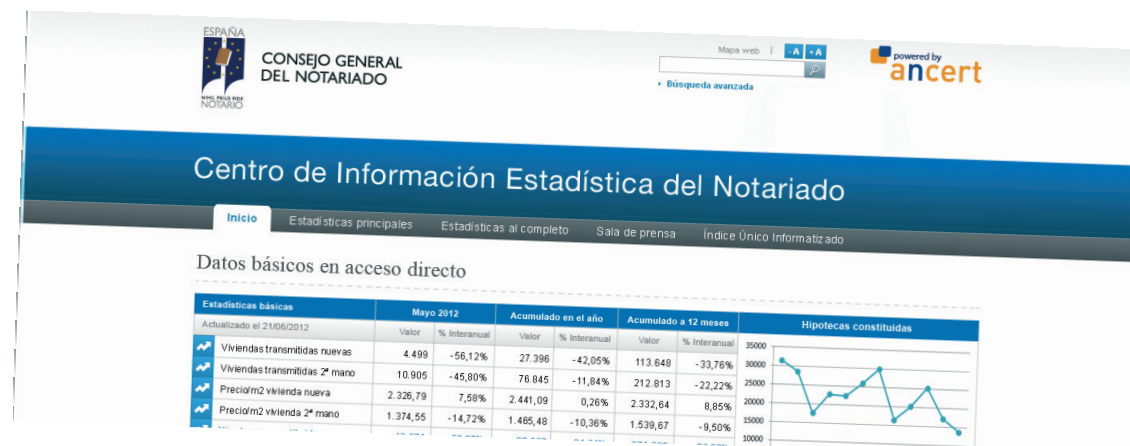 ESPAÑA
CONSEJO GENERAL
DEL NOTARIADO
NIHIL PRIUS FIDE
NOTARIO
Mapa web | - A + A
Búsqueda avanzada
powered by
ancert
Centro de Información Estadística del Notariado
Inicio Estadísticas principales Estadísticas al completo Sala de prensa Índice Único Informatizado
Datos básicos en acceso directo
Estadísticas básicas Mayo 2012 Acumulado en el año Acumulado a 12 meses Hipotecas constituidas
Actualizado el 21/06/2012 Valor % Interanual Valor % Interanual Valor % Interanual
Viviendas transmitidas nuevas 4.499 -56,12% 27.396 -42,05% 113.648 -33,76%
Viviendas transmitidas 2ª mano 10.905 -45,80% 76.845 -11,84% 212.813 -22,22%
Precio/m2 vivienda nueva 2.326,79 7,58% 2.441,09 0,26% 2.332,64 8,85%
Precio/m2 vivienda 2ª mano 1.374,55 -14,72% 1.465,48 -10,36% 1.539,67 -9,50%
35000
30000
25000
20000
15000
10000